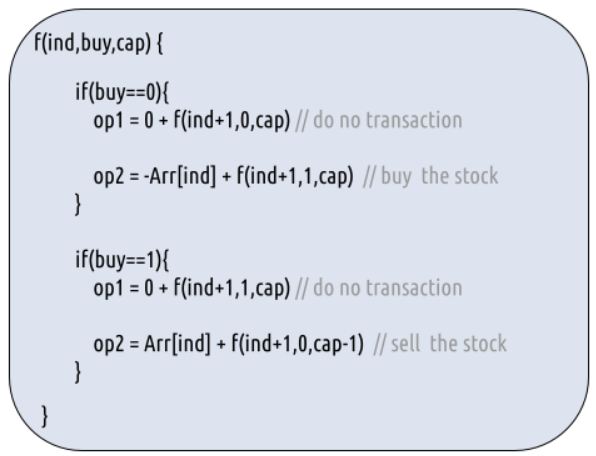 f(ind,buy,cap) {
if(buy==0){
op1 = 0 + f(ind+1,0,cap) // do no transaction
op2 = -Arr[ind] + f(ind+1,1,cap)  // buy  the stock
}
if(buy==1){
op1 = 0 + f(ind+1,1,cap) // do no transaction
op2 = Arr[ind] + f(ind+1,0,cap-1)  // sell  the stock
}
}